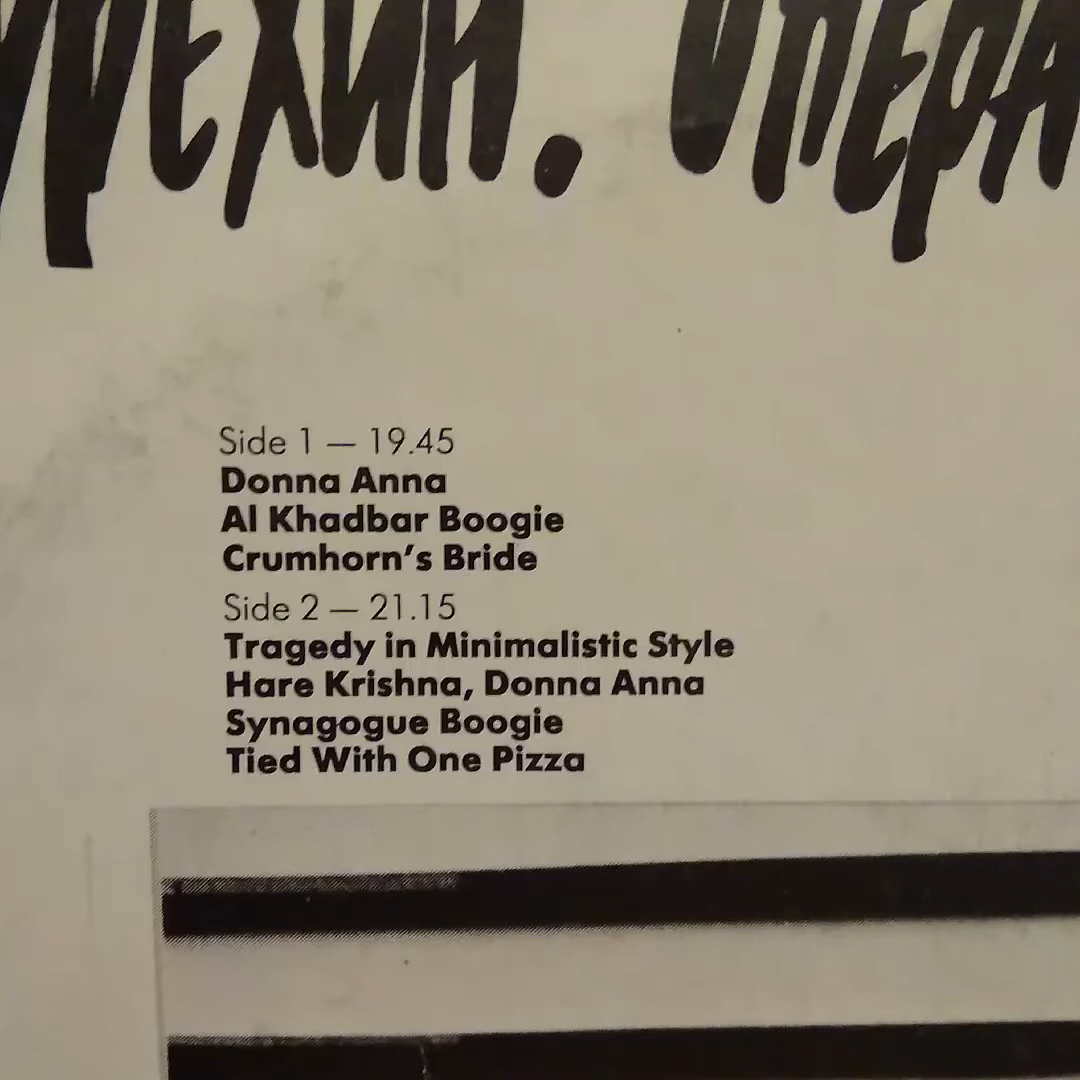 УРЕХИН. ОПЕРА
Side 1 — 19.45
Donna Anna
Al Khadbar Boogie
Crumhorn's Bride
Side 2 — 21.15
Tragedy in Minimalistic Style
Hare Krishna, Donna Anna
Synagogue Boogie
Tied With One Pizza